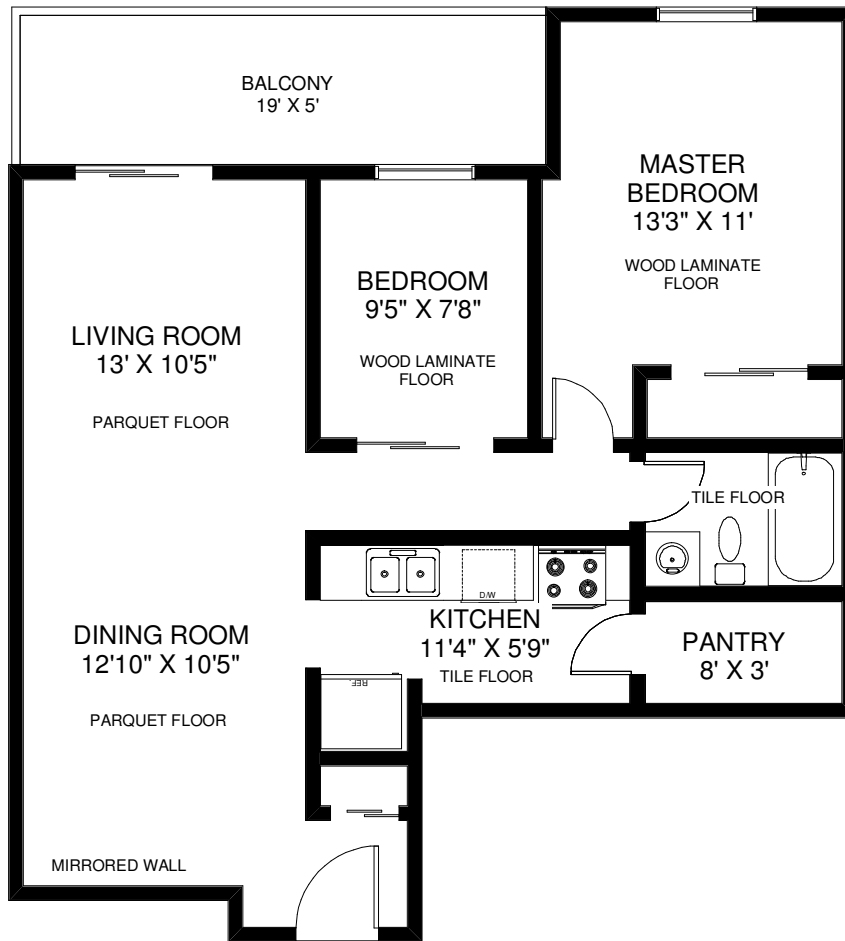 BALCONY
19' X 5'
MASTER
BEDROOM
13'3" X 11'
WOOD LAMINATE
FLOOR
BEDROOM
9'5" X 7'8"
WOOD LAMINATE
FLOOR
LIVING ROOM
13' X 10'5"
PARQUET FLOOR
TILE FLOOR
D/W
KITCHEN
11'4" X 5'9"
TILE FLOOR
PANTRY
8' X 3'
DINING ROOM
12'10" X 10'5"
PARQUET FLOOR
REF.
MIRRORED WALL